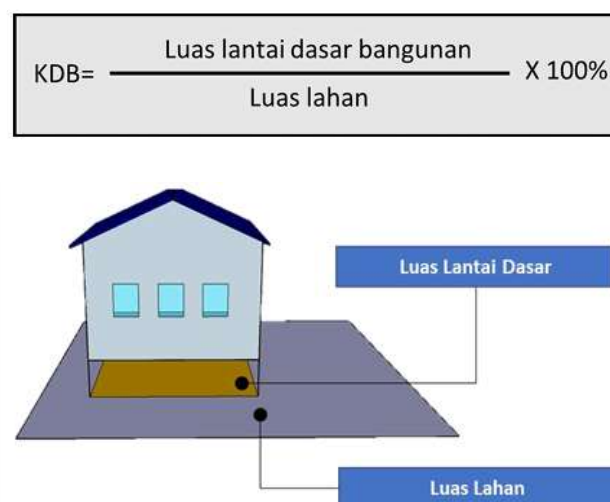 KDB=
Luas lantai dasar bangunan
Luas lahan
X 100%
Luas Lantai Dasar
Luas Lahan